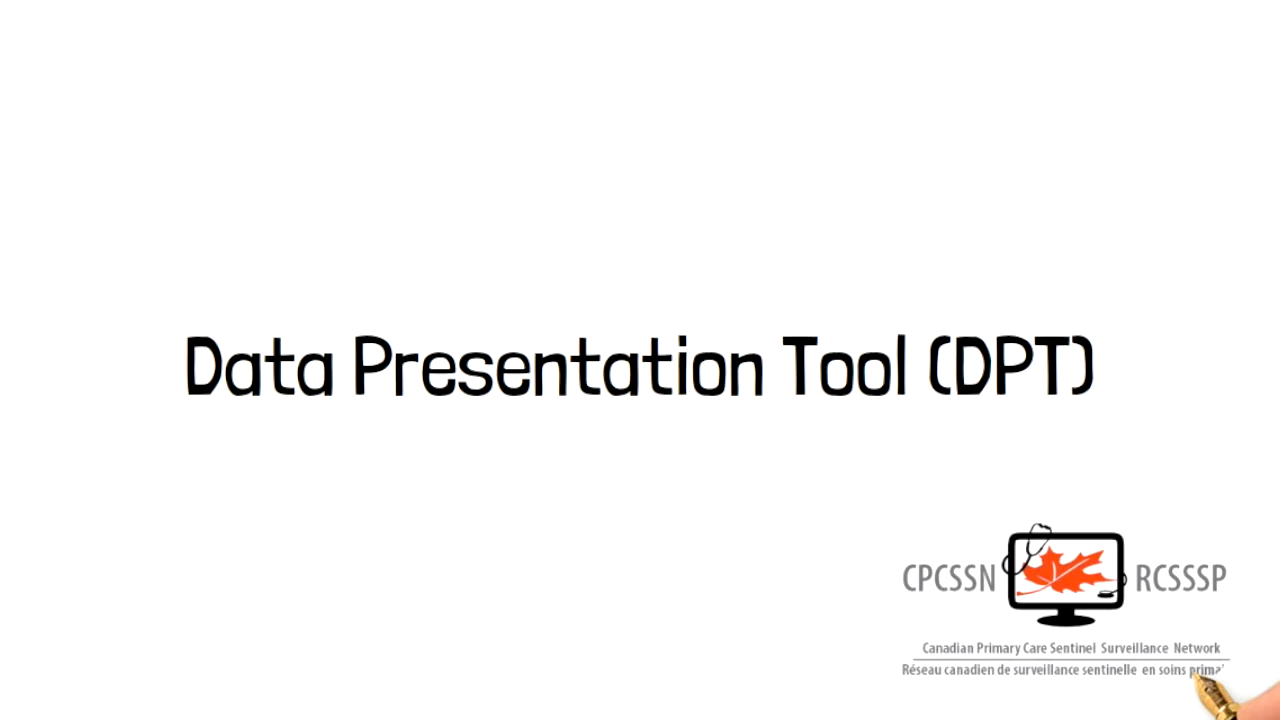 Data Presentation Tool (DPT)
CPCSSN RCSSSP
Canadian Primary Care Sentinel Surveillance Network
Réseau canadien de surveillance sentinelle en soins